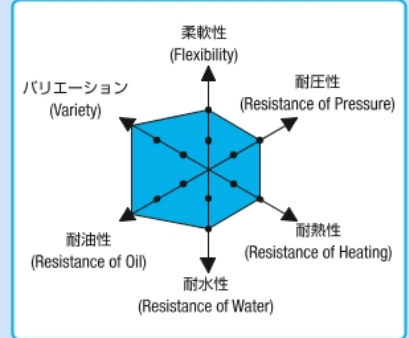 柔軟性
(Flexibility)
耐圧性
(Resistance of Pressure)
バリエーション
(Variety)
耐熱性
(Resistance of Heating)
耐油性
(Resistance of Oil)
耐水性
(Resistance of Water)